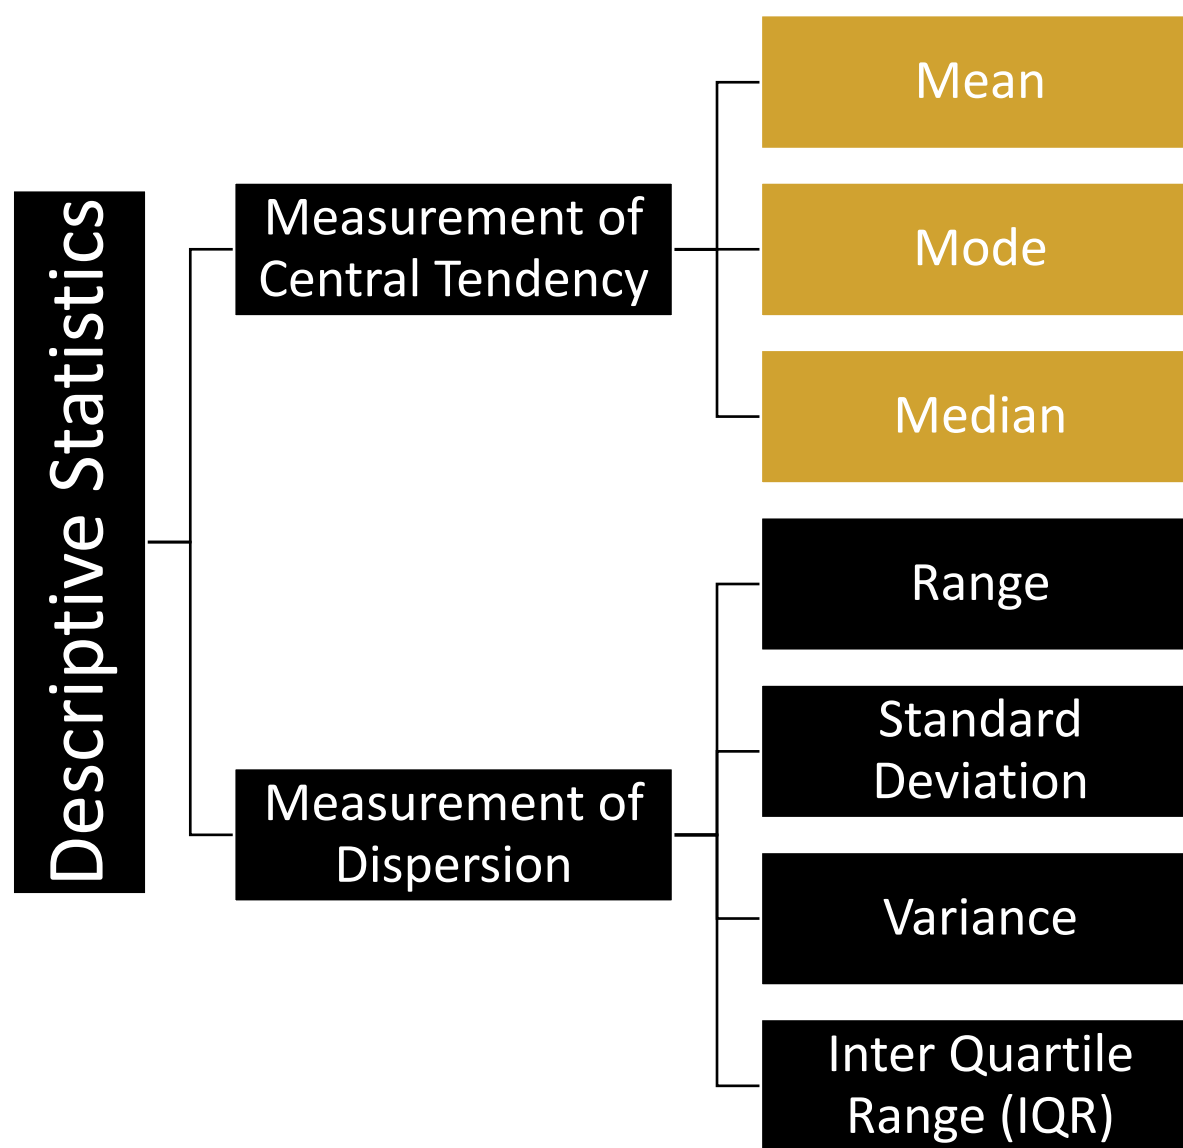 Descriptive Statistics
Measurement of
Central Tendency
Mean
Mode
Median
Measurement of
Dispersion
Range
Standard
Deviation
Variance
Inter Quartile
Range (IQR)